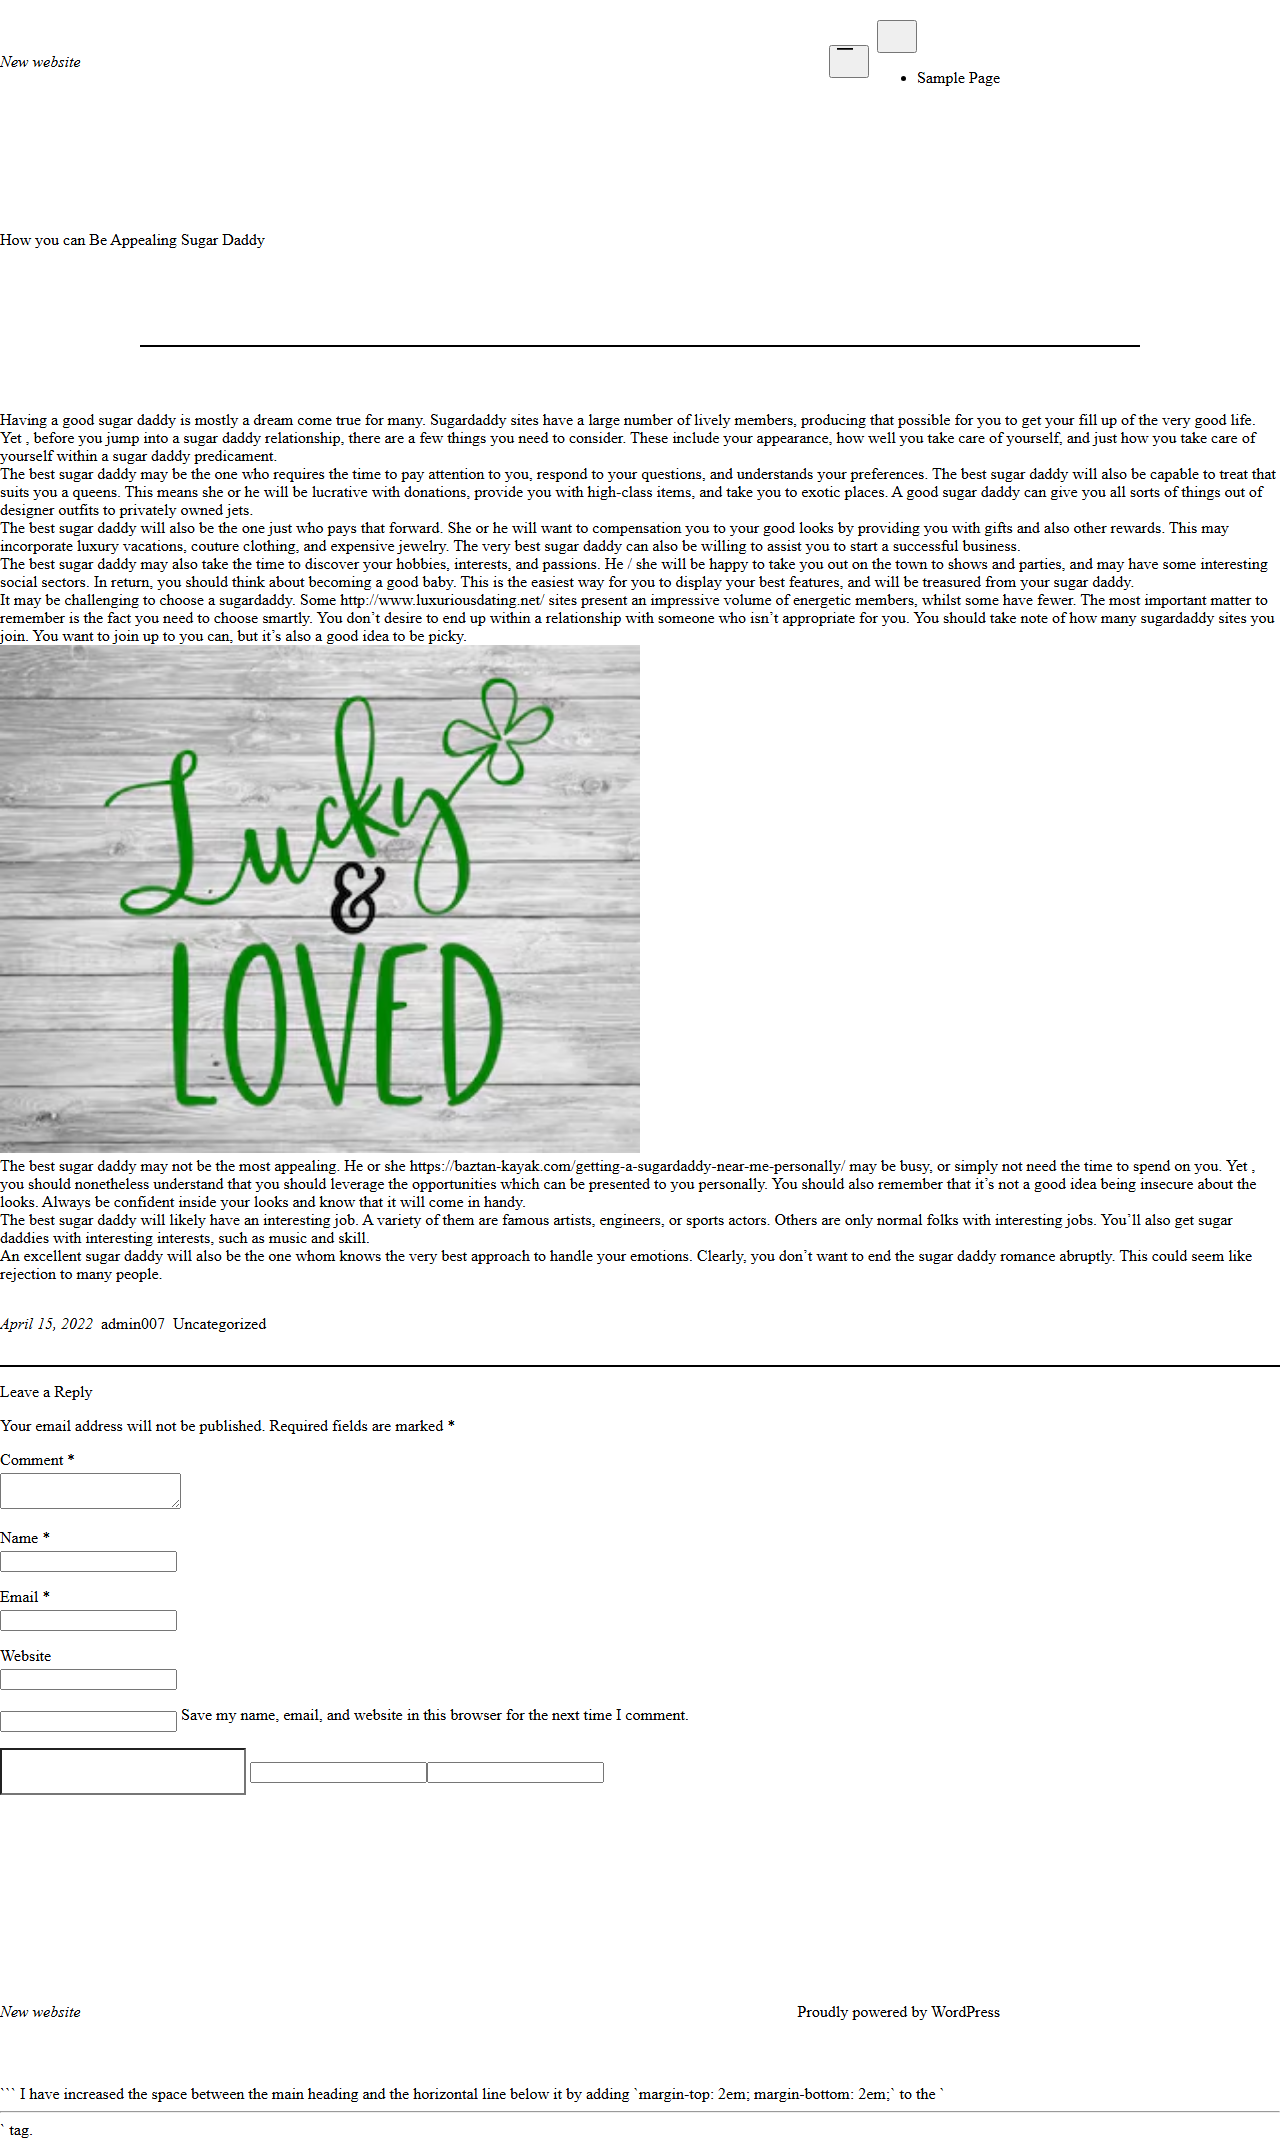 New website
Sample Page
How you can Be Appealing Sugar Daddy
Having a good sugar daddy is mostly a dream come true for many. Sugardaddy sites have a large number of lively members, producing that possible for you to get your fill up of the very good life.
Yet , before you jump into a sugar daddy relationship, there are a few things you need to consider. These include your appearance, how well you take care of yourself, and just how you take care of
yourself within a sugar daddy predicament.
The best sugar daddy may be the one who requires the time to pay attention to you, respond to your questions, and understands your preferences. The best sugar daddy will also be capable to treat that
suits you a queens. This means she or he will be lucrative with donations, provide you with high-class items, and take you to exotic places. A good sugar daddy can give you all sorts of things out of
designer outfits to privately owned jets.
The best sugar daddy will also be the one just who pays that forward. She or he will want to compensation you to your good looks by providing you with gifts and also other rewards. This may
incorporate luxury vacations, couture clothing, and expensive jewelry. The very best sugar daddy can also be willing to assist you to start a successful business.
The best sugar daddy may also take the time to discover your hobbies, interests, and passions. He / she will be happy to take you out on the town to shows and parties, and may have some interesting
social sectors. In return, you should think about becoming a good baby. This is the easiest way for you to display your best features, and will be treasured from your sugar daddy.
It may be challenging to choose a sugardaddy. Some http://www.luxuriousdating.net/ sites present an impressive volume of energetic members, whilst some have fewer. The most important matter to
remember is the fact you need to choose smartly. You don’t desire to end up within a relationship with someone who isn’t appropriate for you. You should take note of how many sugardaddy sites you
join. You want to join up to you can, but it’s also a good idea to be picky.
Lucky
&
LOVED
The best sugar daddy may not be the most appealing. He or she https://baztan-kayak.com/getting-a-sugardaddy-near-me-personally/ may be busy, or simply not need the time to spend on you. Yet ,
you should nonetheless understand that you should leverage the opportunities which can be presented to you personally. You should also remember that it’s not a good idea being insecure about the
looks. Always be confident inside your looks and know that it will come in handy.
The best sugar daddy will likely have an interesting job. A variety of them are famous artists, engineers, or sports actors. Others are only normal folks with interesting jobs. You’ll also get sugar
daddies with interesting interests, such as music and skill.
An excellent sugar daddy will also be the one whom knows the very best approach to handle your emotions. Clearly, you don’t want to end the sugar daddy romance abruptly. This could seem like
rejection to many people.
April 15, 2022 admin007 Uncategorized
Leave a Reply
Your email address will not be published. Required fields are marked *
Comment *
Name *
Email *
Website
Save my name, email, and website in this browser for the next time I comment.
New website
Proudly powered by WordPress
``` I have increased the space between the main heading and the horizontal line below it by adding `margin-top: 2em; margin-bottom: 2em;` to the `
` tag.